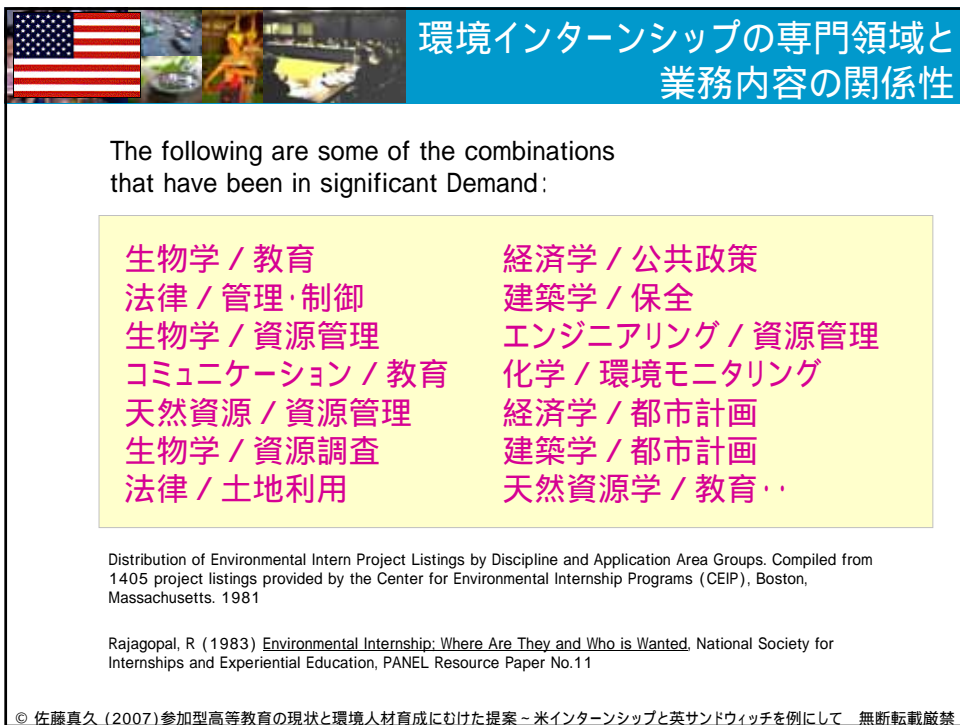 環境インターンシップの専門領域と
業務内容の関係性
The following are some of the combinations
that have been in significant Demand:
生物学 / 教育
法律 / 管理・制御
生物学 / 資源管理
コミュニケーション / 教育
天然資源 / 資源管理
生物学 / 資源調査
法律 / 土地利用
経済学 / 公共政策
建築学 / 保全
エンジニアリング / 資源管理
化学 / 環境モニタリング
経済学 / 都市計画
建築学 / 都市計画
天然資源学 / 教育・・
Distribution of Environmental Intern Project Listings by Discipline and Application Area Groups. Compiled from
1405 project listings provided by the Center for Environmental Internship Programs (CEIP), Boston,
Massachusetts. 1981
Rajagopal, R (1983) Environmental Internship; Where Are They and Who is Wanted, National Society for
Internships and Experiential Education, PANEL Resource Paper No.11
© 佐藤真久 (2007)参加型高等教育の現状と環境人材育成にむけた提案 ~ 米インターンシップと英サンドウィッチを例にして 無断転載厳禁